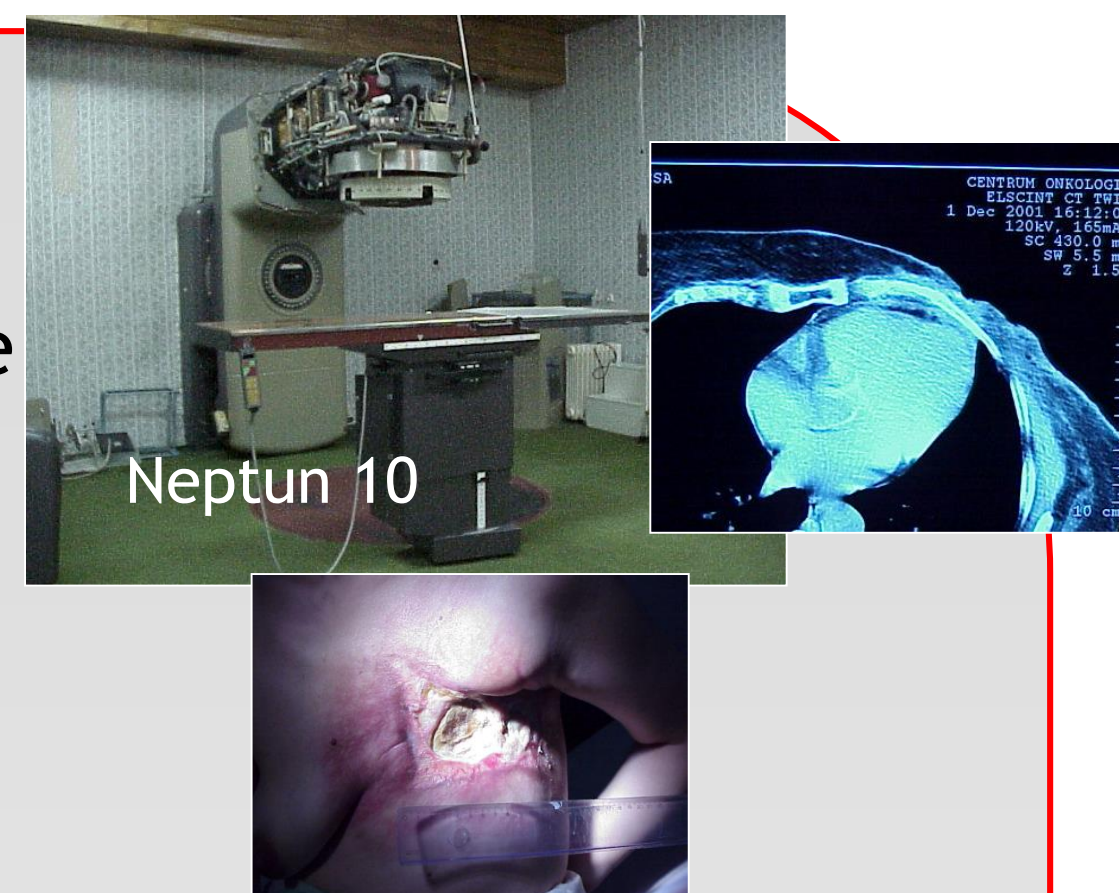 Neptun 10
SA
CENTRUM ONKOLOGI
ELSCINT CT TWI
1 Dec 2001 16:12:
120kV, 165mA
SC 430.0 m
SW 5.5 m
Z 1.5
10 cm
e